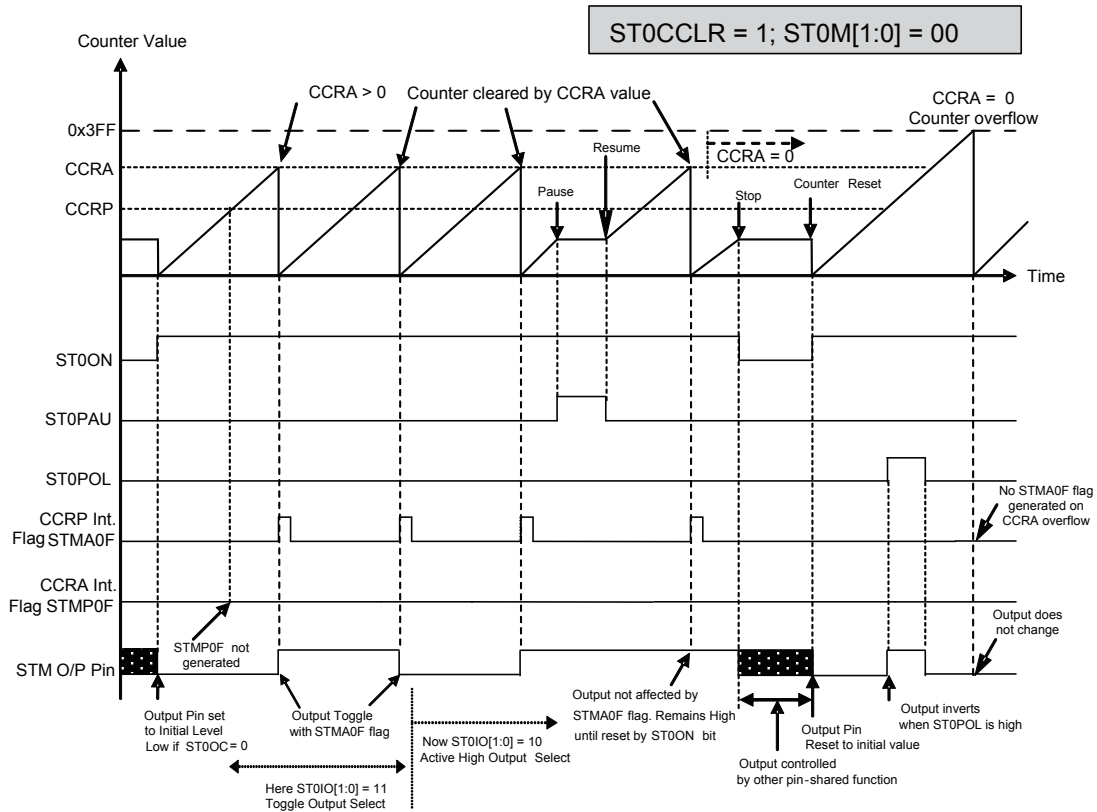 ST0CCLR = 1; ST0M[1:0] = 00
Counter Value
CCRA > 0
Counter cleared by CCRA value
CCRA = 0
Counter overflow
0x3FF
Resume
CCRA = 0
CCRA
Pause
Stop
Counter Reset
CCRP
Time
ST0ON
ST0PAU
ST0POL
No STMA0F flag
generated on
CCRA overflow
CCRP Int.
Flag STMA0F
CCRA Int.
Flag STMP0F
STMP0F not
generated
Output does
not change
STM O/P Pin
Output Pin set
to Initial Level
Low if ST0OC = 0
Output Toggle
with STMA0F flag
Now ST0IO[1:0] = 10
Active High Output Select
Output not affected by
STMA0F flag. Remains High
until reset by ST0ON bit
Output Pin
Reset to initial value
Output inverts
when ST0POL is high
Output controlled
by other pin-shared function
Here ST0IO[1:0] = 11
Toggle Output Select